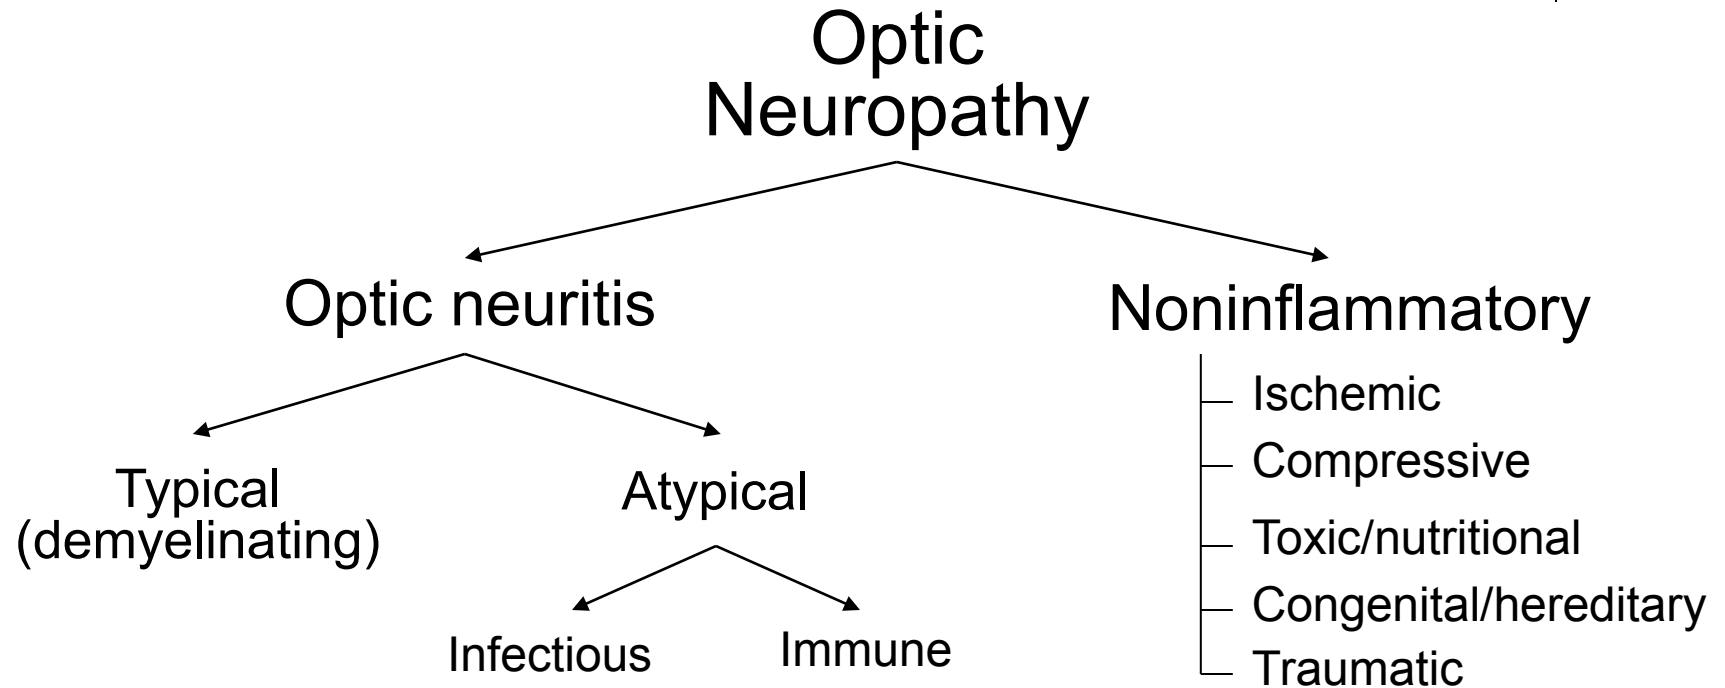 Optic
Neuropathy
Optic neuritis
Noninflammatory
Typical
(demyelinating)
Atypical
Infectious
Immune
Ischemic
Compressive
Toxic/nutritional
Congenital/hereditary
Traumatic